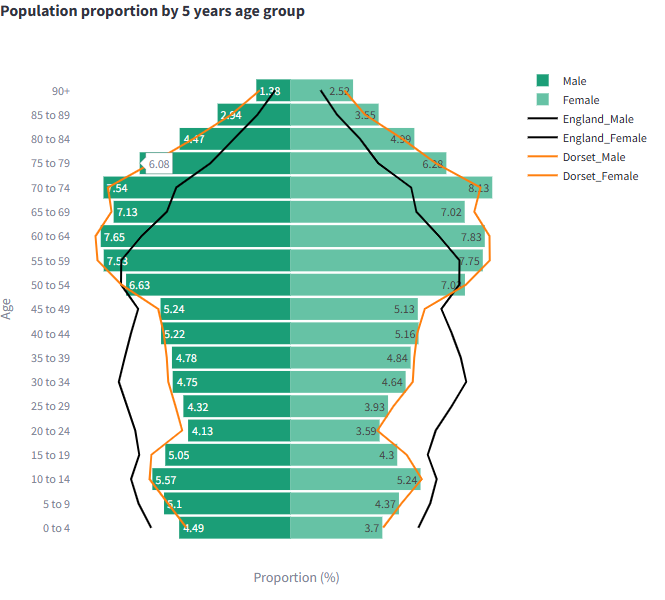 Population proportion by 5 years age group
Male
Female
England_Male
England_Female
Dorset_Male
Dorset_Female
Age
90+ 1.38 2.52
85 to 89 2.94 3.55
80 to 84 4.47 4.99
75 to 79 6.08 6.28
70 to 74 7.54 8.13
65 to 69 7.13 7.02
60 to 64 7.65 7.83
55 to 59 7.53 7.75
50 to 54 6.63
45 to 49 5.24 5.13
40 to 44 5.22 5.16
35 to 39 4.78 4.84
30 to 34 4.75 4.64
25 to 29 4.32 3.93
20 to 24 4.13 3.59
15 to 19 5.05 4.3
10 to 14 5.57 5.24
5 to 9 5.1 4.37
0 to 4 4.49 3.7
Proportion (%)